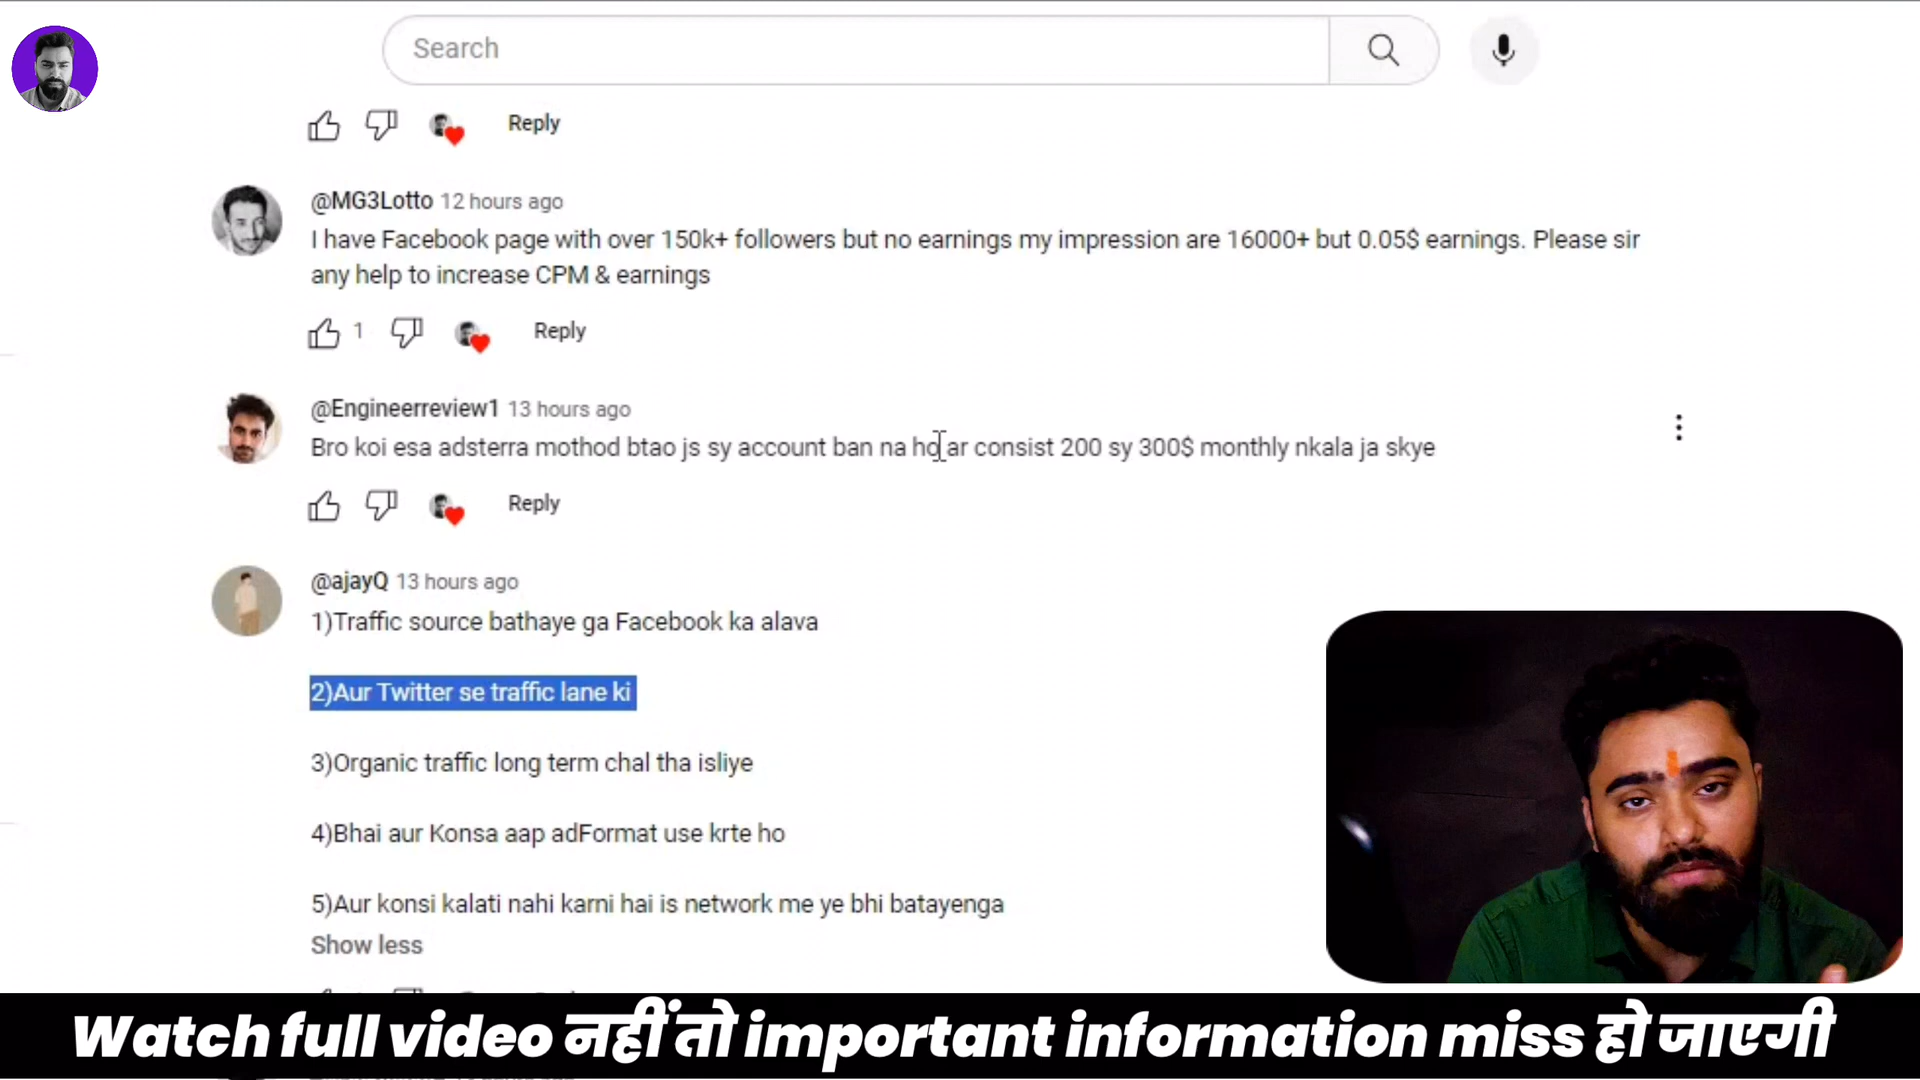 Search
Reply
@MG3Lotto 12 hours ago
I have Facebook page with over 150k+ followers but no earnings my impression are 16000+ but 0.05$ earnings. Please sir
any help to increase CPM & earnings
1 Reply
@Engineerreview1 13 hours ago
Bro koi esa adsterra mothod btao js sy account ban na ho ar consist 200 sy 300$ monthly nkala ja skye
Reply
@ajayQ 13 hours ago
1)Traffic source bathaye ga Facebook ka alava
2)Aur Twitter se traffic lane ki
3)Organic traffic long term chal tha isliye
4)Bhai aur Konsa aap adFormat use krte ho
5)Aur konsi kalati nahi karni hai is network me ye bhi batayenga
Show less
Watch full video नहीं तो important information miss हो जाएगी